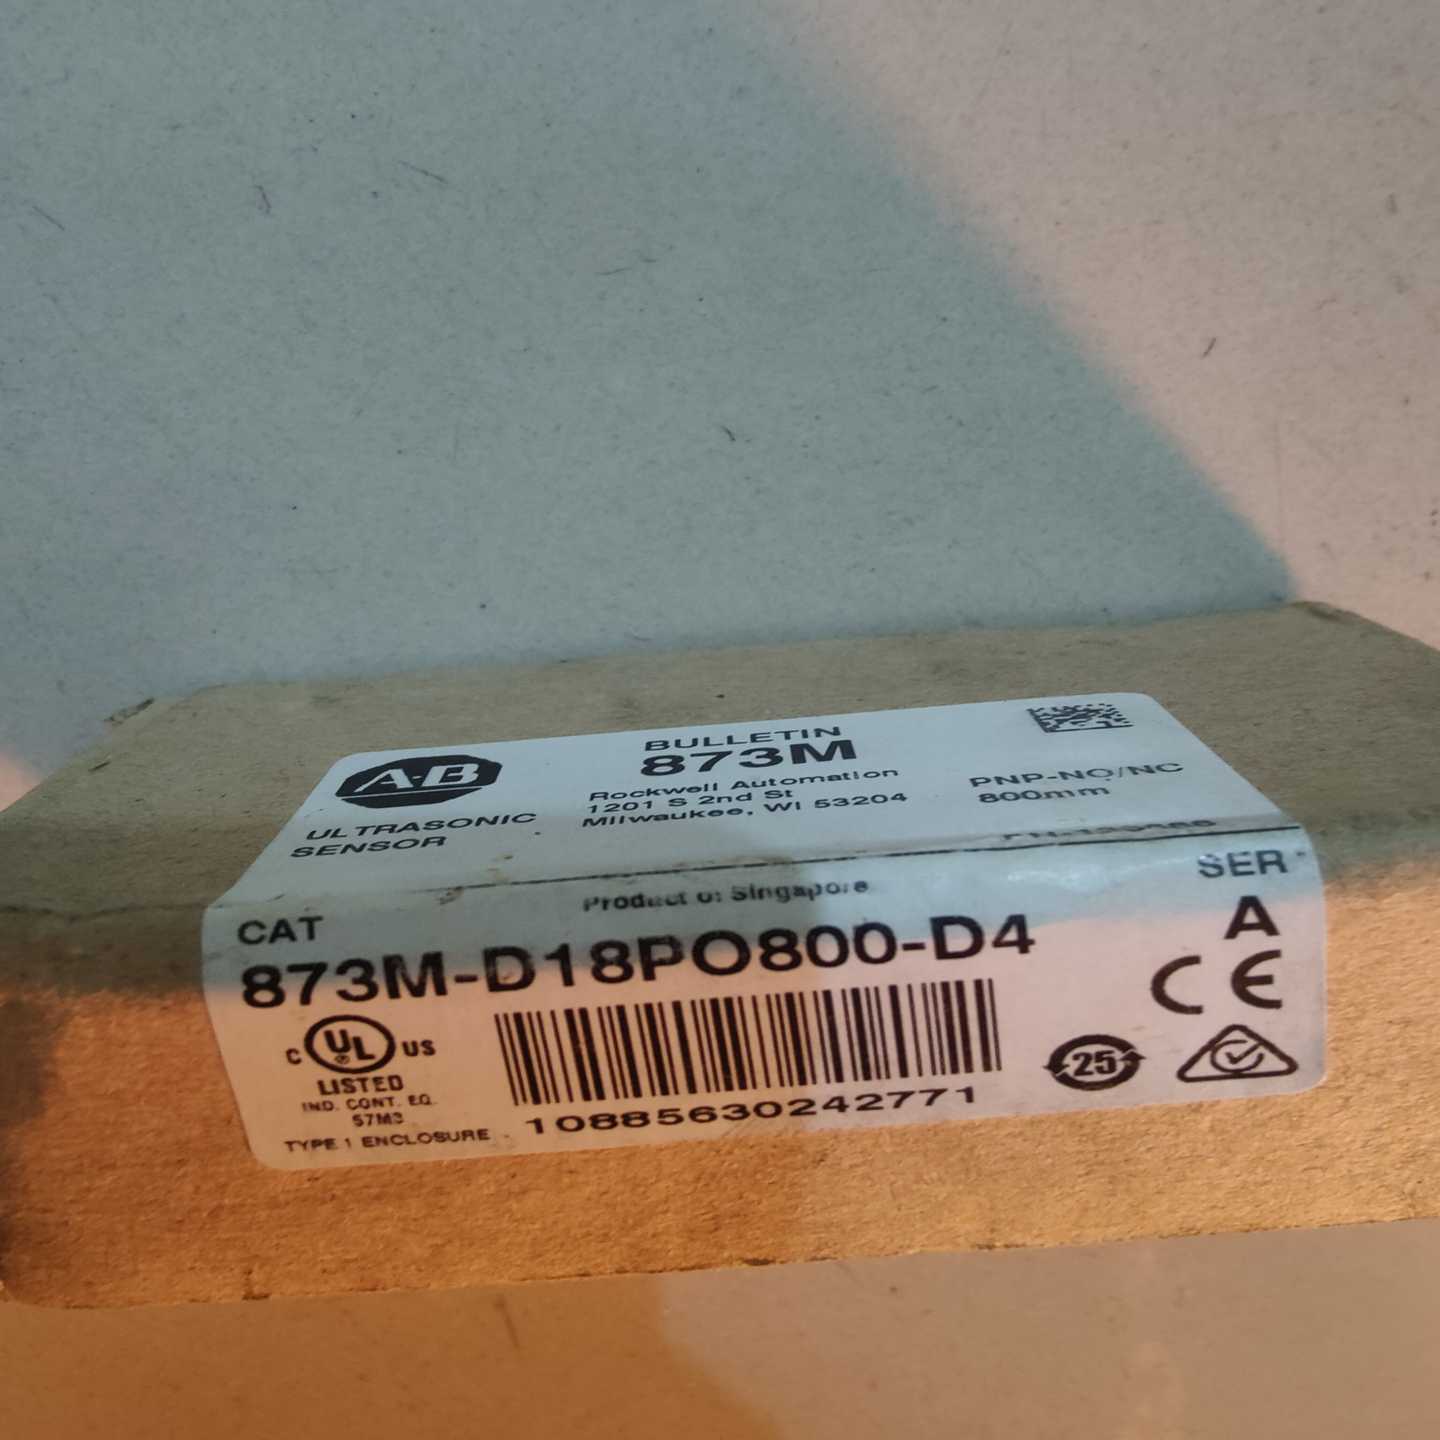 BULLETIN
873M
A-B
Rockwell Automation
1201 S 2nd St
Milwaukee, WI 53204
PNP-NO/NC
800mm
ULTRASONIC
SENSOR
Product of Singapore
SER
A
CAT
873M-D18PO800-D4
CE
C UL US
LISTED
IND. CONT. EQ.
57M3
TYPE 1 ENCLOSURE
10885630242771
25